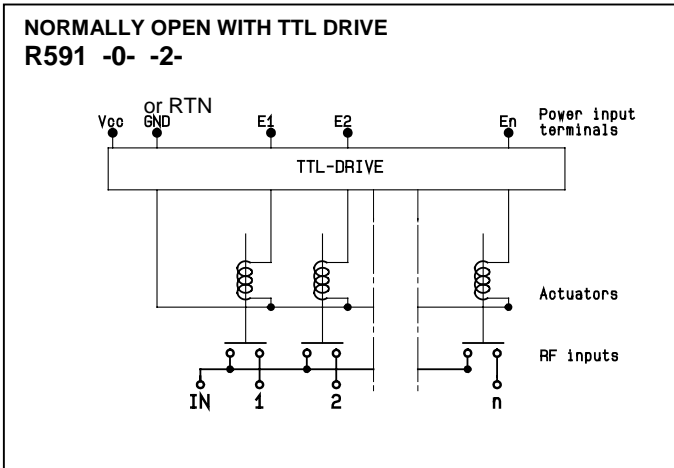 NORMALLY OPEN WITH TTL DRIVE
R591 -0- -2-
or RTN
Vcc GND E1 E2 En Power input
terminals
TTL-DRIVE
Actuators
RF inputs
IN 1 2 n